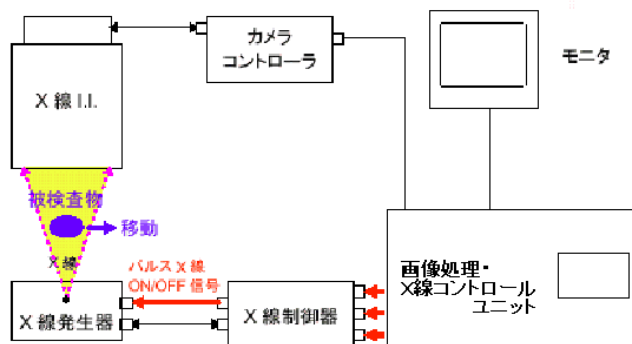 カメラ
コントローラ
モニタ
X 線 I.I.
被検査物
移動
X 線
パルス X 線
ON/OFF 信号
X 線発生器
X 線制御器
画像処理・
X線コントロール
ユニット